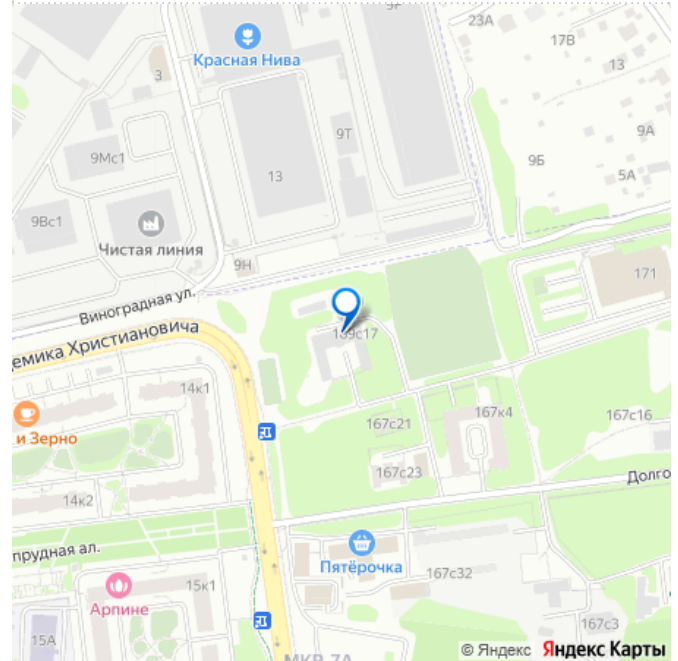 9F
23А
17В
Красная Нива
3
13
9Т
9А
9Мс1
9Б
13
5А
9Вс1
Чистая линия
9Н
171
Виноградная ул.
169с17
демика Христиановича
14к1
167к4
167с16
167с21
и Зерно
167с23
14к2
Долго
прудная ал.
Пятёрочка
167с32
15к1
Арпине
167с3
15А
МКР. 7А
© Яндекс Яндекс Карты